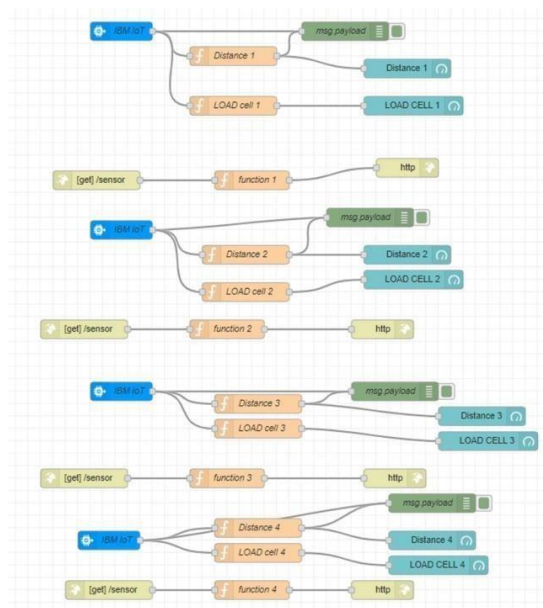 IBM IoT
msg.payload
Distance 1
Distance 1
LOAD cell 1
LOAD CELL 1
[get] /sensor
function 1
http
IBM IoT
msg.payload
Distance 2
Distance 2
LOAD cell 2
LOAD CELL 2
[get] /sensor
function 2
http
IBM IoT
msg.payload
Distance 3
Distance 3
LOAD cell 3
LOAD CELL 3
[get] /sensor
function 3
http
msg.payload
IBM IoT
Distance 4
Distance 4
LOAD cell 4
LOAD CELL 4
[get] /sensor
function 4
http